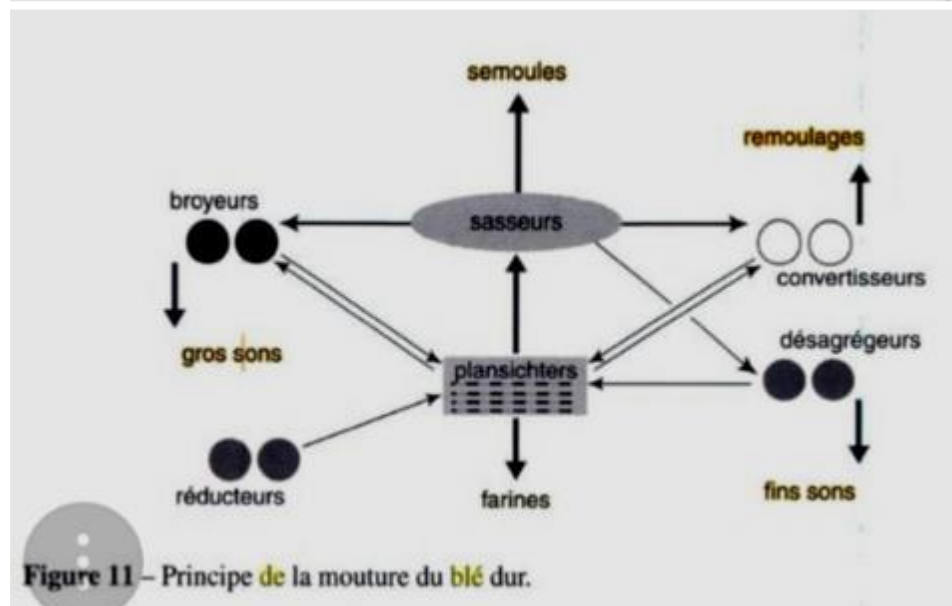 semoules
remoulages
broyeurs
sasseurs
convertisseurs
gros sons
désagrégeurs
plansichters
réducteurs
farines
fins sons
Figure 11 – Principe de la mouture du blé dur.